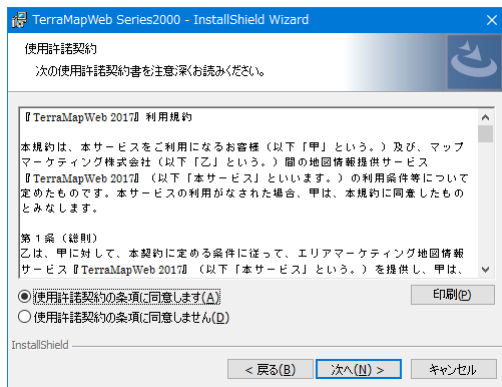 TerraMapWeb Series2000 - InstallShield Wizard
使用許諾契約
次の使用許諾契約書を注意深くお読みください。
『TerraMapWeb 2017』利用規約
本規約は、本サービスをご利用になるお客様（以下「甲」という。）及び、マップ
マーケティング株式会社（以下「乙」という。）間の地図情報提供サービス
『TerraMapWeb 2017』（以下「本サービス」といいます。）の利用条件等について
定めたものです。本サービスの利用がなされた場合、甲は、本規約に同意したもの
とみなします。
第１条（総則）
乙は、甲に対して、本契約に定める条件に従って、エリアマーケティング地図情報
サービス『TerraMapWeb 2017』（以下「本サービス」という。）を提供し、甲は、
使用許諾契約の条項に同意します(A)
印刷(P)
使用許諾契約の条項に同意しません(D)
InstallShield
< 戻る(B)
次へ(N) >
キャンセル